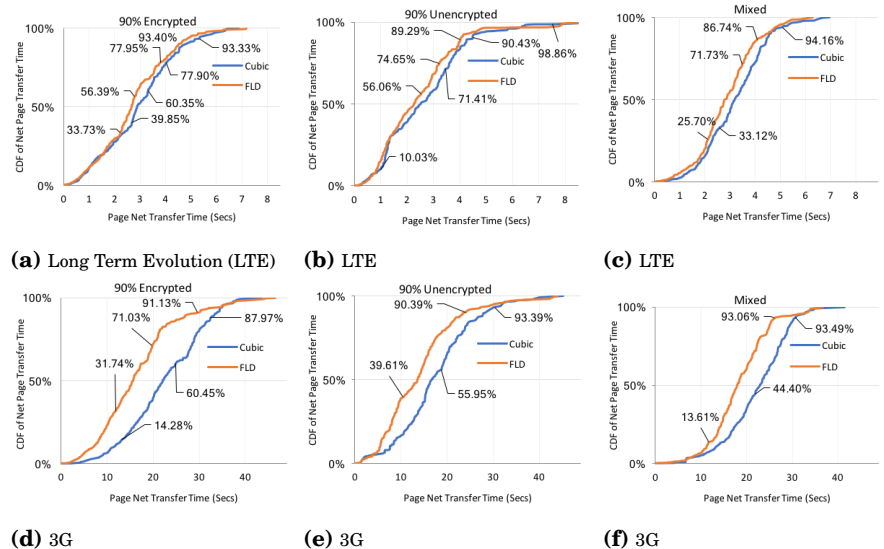 90% Encrypted
CDF of Net Page Transfer Time
100%
50%
0%
93.40%
77.95%
93.33%
77.90%
56.39%
60.35%
33.73%
39.85%
Cubic
FLD
0 1 2 3 4 5 6 7 8
Page Net Transfer Time (Secs)
(a) Long Term Evolution (LTE)
90% Unencrypted
CDF of Net Page Transfer Time
100%
50%
0%
89.29%
90.43%
98.86%
74.65%
71.41%
56.06%
10.03%
Cubic
FLD
0 1 2 3 4 5 6 7 8
Page Net Transfer Time (Secs)
(b) LTE
Mixed
CDF of Net Page Transfer Time
100%
50%
0%
86.74%
94.16%
71.73%
25.70%
33.12%
Cubic
FLD
0 1 2 3 4 5 6 7 8
Page Net Transfer Time (Secs)
(c) LTE
90% Encrypted
CDF of Net Page Transfer Time
100%
50%
0%
91.13%
71.03%
87.97%
31.74%
60.45%
14.28%
Cubic
FLD
0 10 20 30 40
Page Net Transfer Time (Secs)
(d) 3G
90% Unencrypted
CDF of Net Page Transfer Time
100%
50%
0%
90.39%
93.39%
39.61%
55.95%
Cubic
FLD
0 10 20 30 40
Page Net Transfer Time (Secs)
(e) 3G
Mixed
CDF of Net Page Transfer Time
100%
50%
0%
93.06%
93.49%
44.40%
13.61%
Cubic
FLD
0 10 20 30 40
Page Net Transfer Time (Secs)
(f) 3G